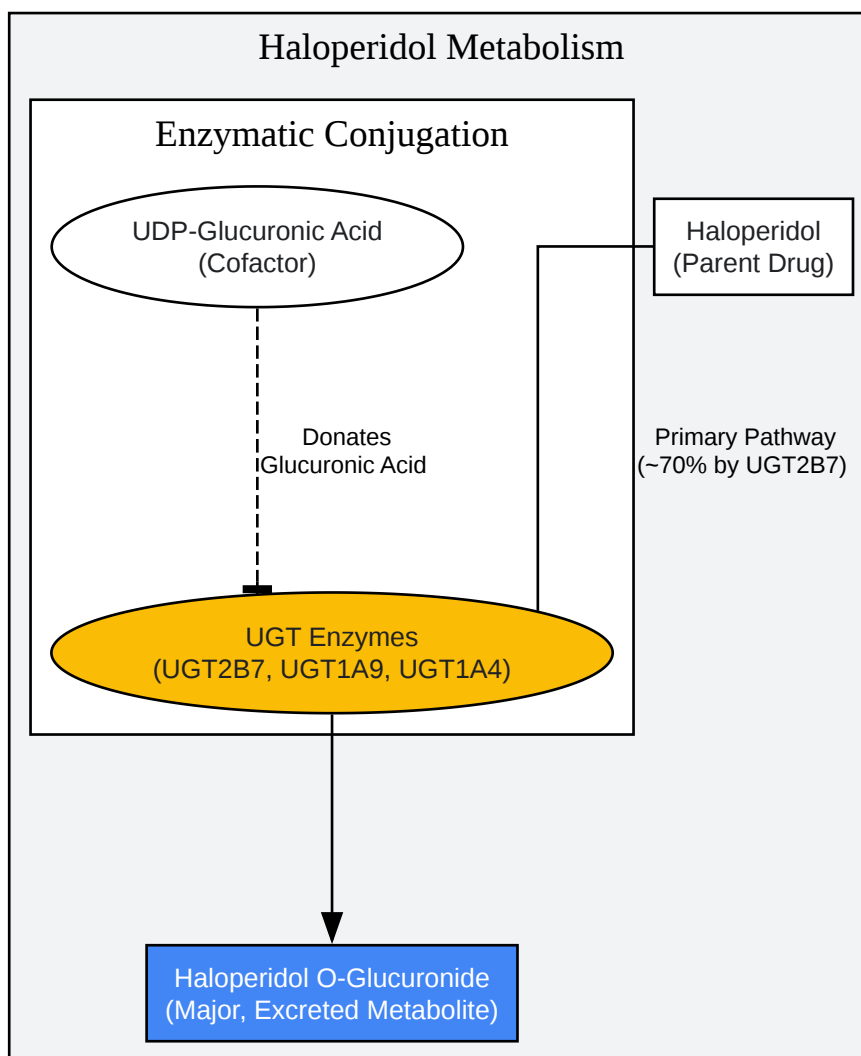 Haloperidol Metabolism
Enzymatic Conjugation
UDP-Glucuronic Acid
(Cofactor)
Haloperidol
(Parent Drug)
Donates
Glucuronic Acid
Primary Pathway
(~70% by UGT2B7)
UGT Enzymes
(UGT2B7, UGT1A9, UGT1A4)
Haloperidol O-Glucuronide
(Major, Excreted Metabolite)